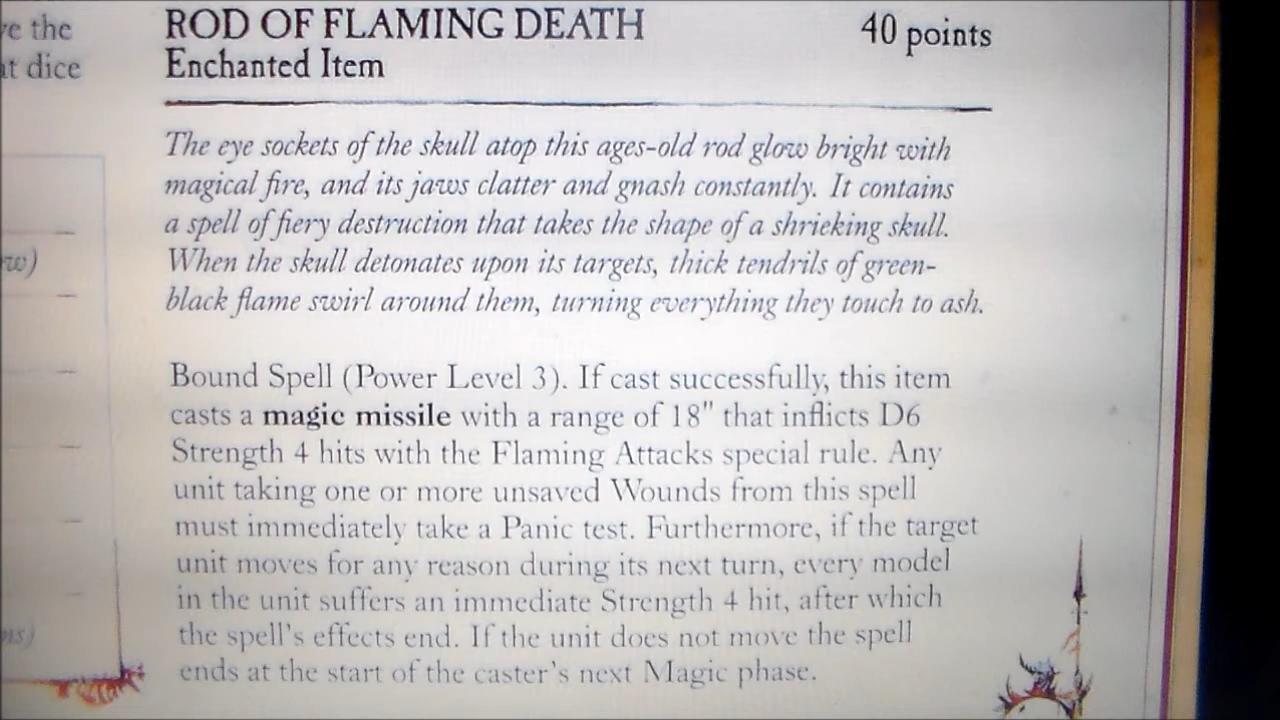 ve the
at dice
w)
ns)
ROD OF FLAMING DEATH 40 points
Enchanted Item
The eye sockets of the skull atop this ages-old rod glow bright with
magical fire, and its jaws clatter and gnash constantly. It contains
a spell of fiery destruction that takes the shape of a shrieking skull.
When the skull detonates upon its targets, thick tendrils of green-
black flame swirl around them, turning everything they touch to ash.
Bound Spell (Power Level 3). If cast successfully, this item
casts a magic missile with a range of 18" that inflicts D6
Strength 4 hits with the Flaming Attacks special rule. Any
unit taking one or more unsaved Wounds from this spell
must immediately take a Panic test. Furthermore, if the target
unit moves for any reason during its next turn, every model
in the unit suffers an immediate Strength 4 hit, after which
the spell's effects end. If the unit does not move the spell
ends at the start of the caster's next Magic phase.